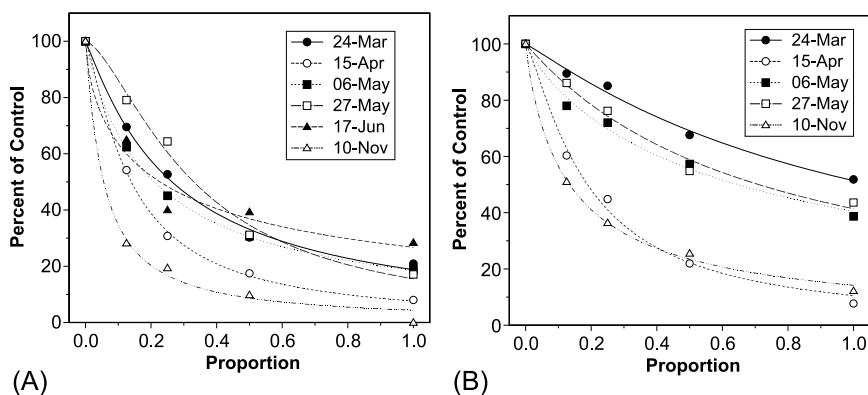 100
80
60
40
20
0
Percent of Control
0.0 0.2 0.4 0.6 0.8 1.0
Proportion
24-Mar
15-Apr
06-May
27-May
17-Jun
10-Nov
(A)
100
80
60
40
20
0
Percent of Control
0.0 0.2 0.4 0.6 0.8 1.0
Proportion
24-Mar
15-Apr
06-May
27-May
10-Nov
(B)